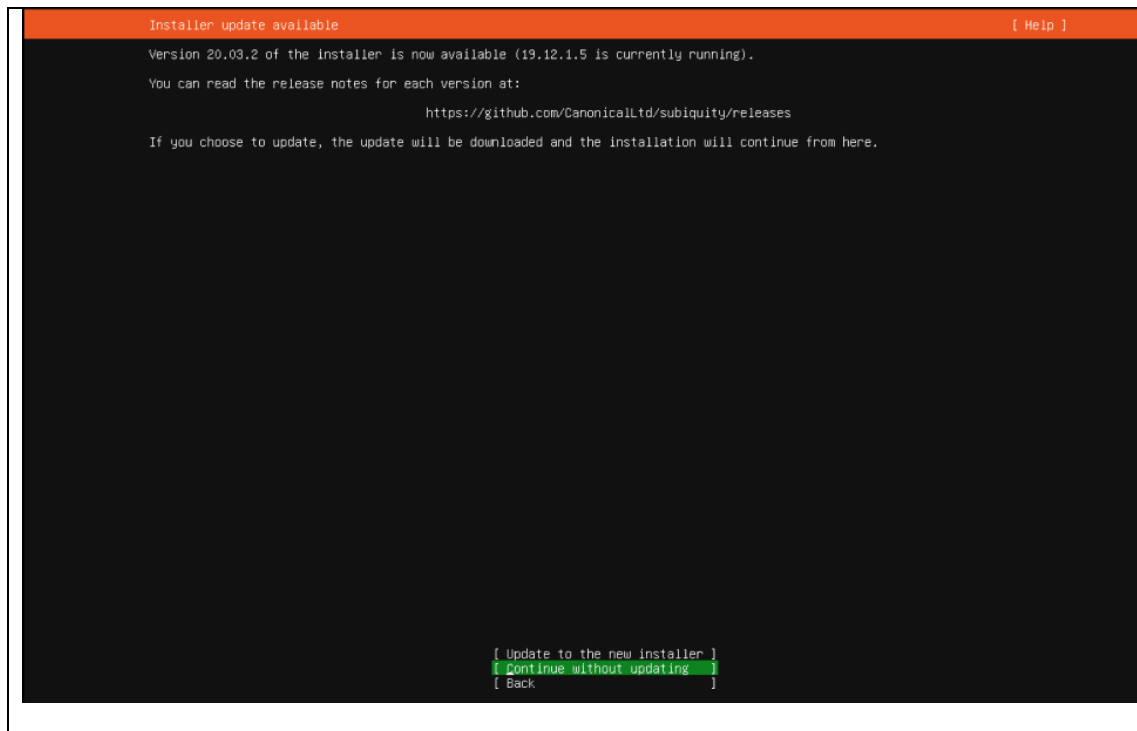 Installer update available [ Help ]
Version 20.03.2 of the installer is now available (19.12.1.5 is currently running).
You can read the release notes for each version at:
https://github.com/CanonicalLtd/subiquity/releases
If you choose to update, the update will be downloaded and the installation will continue from here.
[ Update to the new installer ]
[ Continue without updating ]
[ Back ]